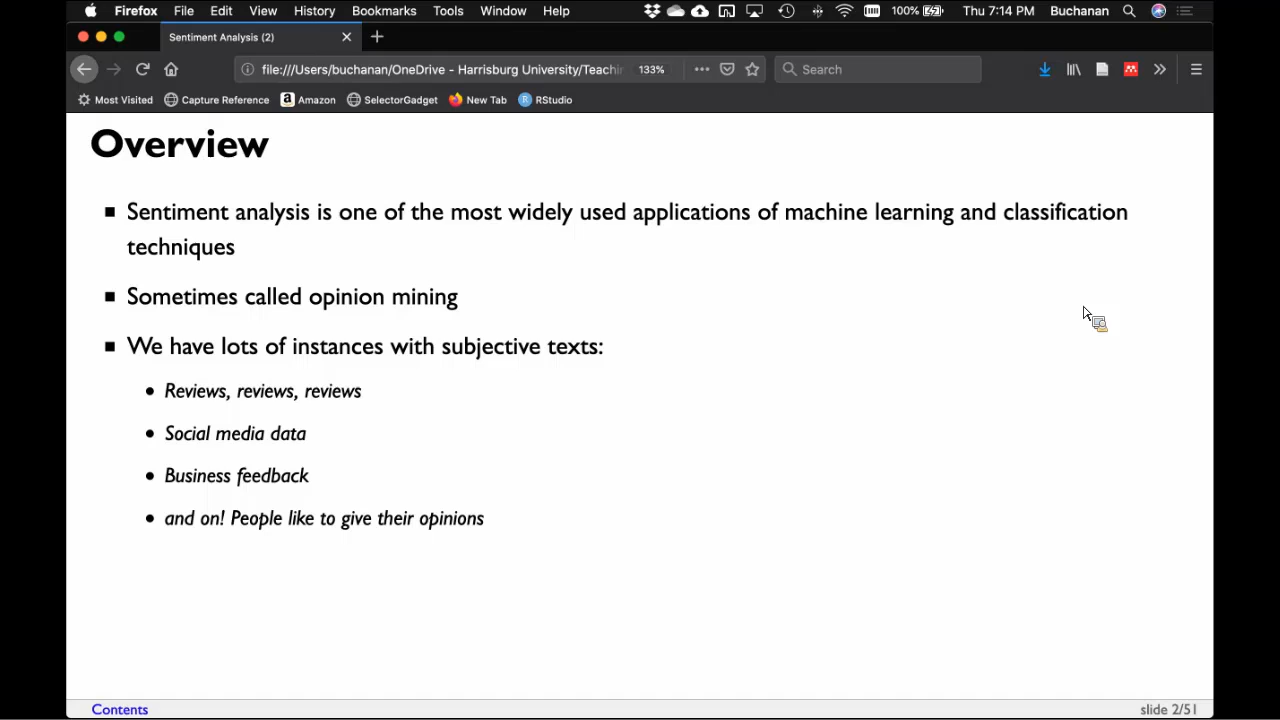 Firefox File Edit View History Bookmarks Tools Window Help 100% Thu 7:14 PM Buchanan
Sentiment Analysis (2)
file:///Users/buchanan/OneDrive - Harrisburg University/Teachin 133% Search
Most Visited Capture Reference Amazon SelectorGadget New Tab RStudio
Overview
Sentiment analysis is one of the most widely used applications of machine learning and classification
techniques
Sometimes called opinion mining
We have lots of instances with subjective texts:
Reviews, reviews, reviews
Social media data
Business feedback
and on! People like to give their opinions
Contents slide 2/51